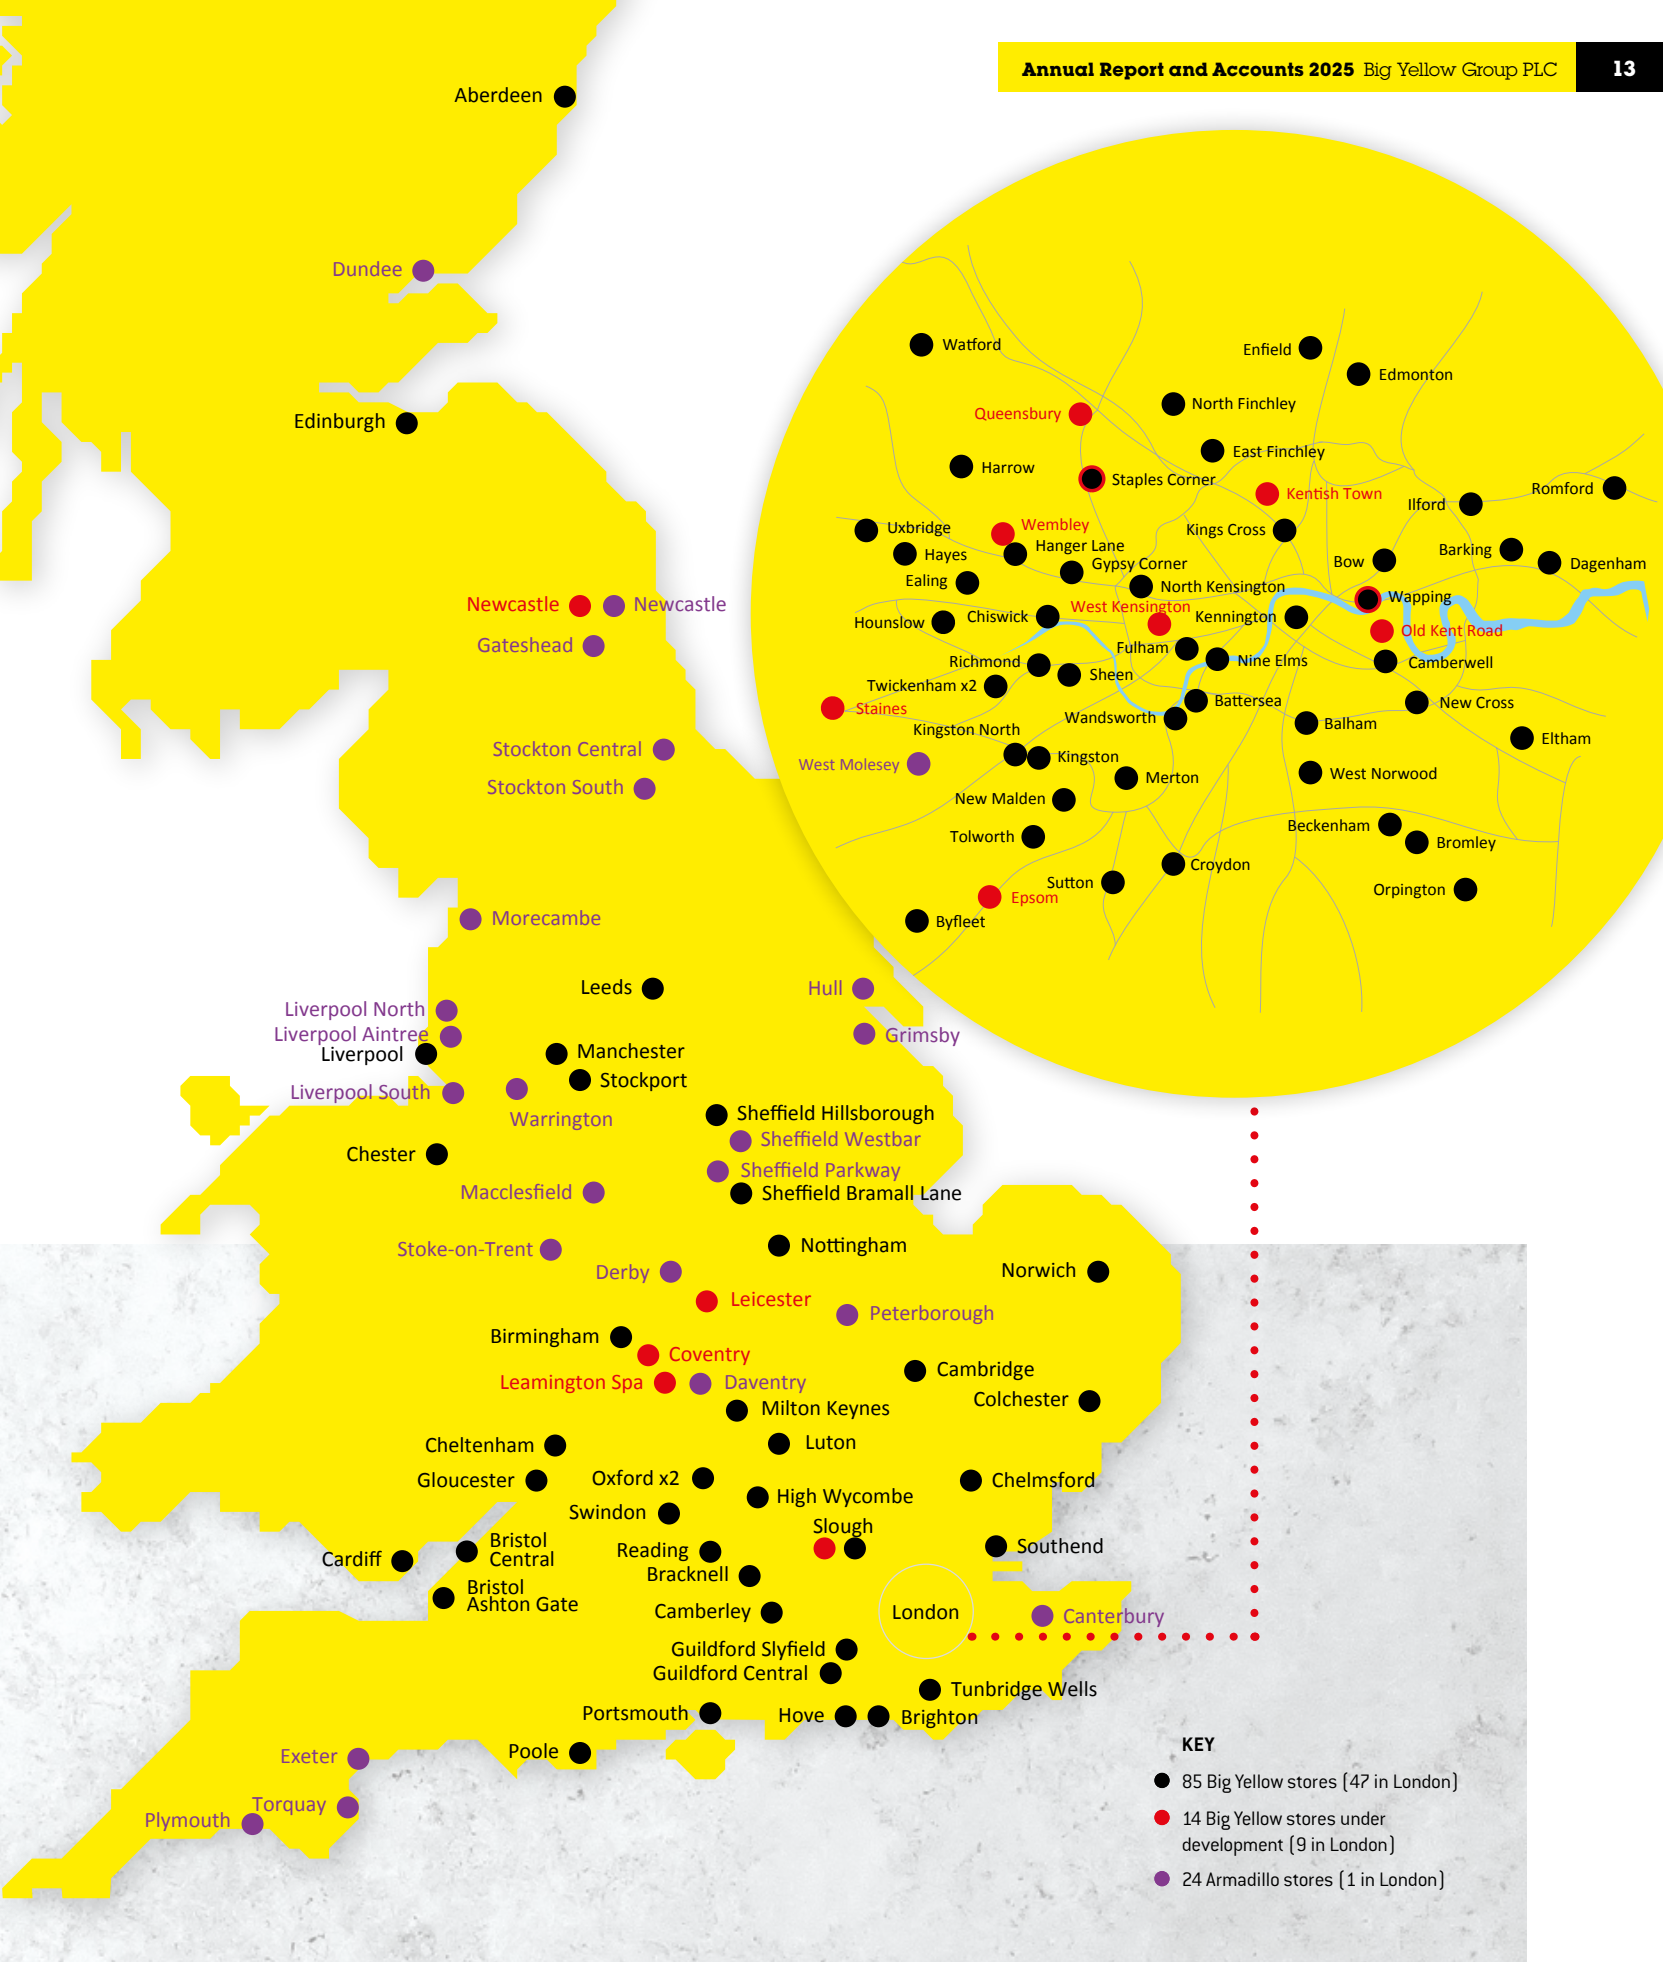 Annual Report and Accounts 2025 Big Yellow Group PLC 13
Aberdeen
Dundee
Edinburgh
Newcastle
Newcastle
Gateshead
Stockton Central
Stockton South
Morecambe
Leeds
Hull
Liverpool North
Grimsby
Liverpool Aintree
Liverpool
Manchester
Stockport
Liverpool South
Warrington
Sheffield Hillsborough
Sheffield Westbar
Chester
Sheffield Parkway
Macclesfield
Sheffield Bramall Lane
Stoke-on-Trent
Nottingham
Derby
Norwich
Leicester
Peterborough
Birmingham
Coventry
Cambridge
Leamington Spa
Daventry
Colchester
Milton Keynes
Cheltenham
Luton
Gloucester
Oxford x2
Chelmsford
High Wycombe
Swindon
Slough
Bristol
Central
Southend
Cardiff
Reading
Bracknell
Bristol
Ashton Gate
Camberley
London
Canterbury
Guildford Slyfield
Guildford Central
Tunbridge Wells
Portsmouth
Hove
Brighton
Poole
Exeter
Torquay
Plymouth
Watford
Enfield
Edmonton
North Finchley
Queensbury
East Finchley
Harrow
Staples Corner
Kentish Town
Romford
Ilford
Uxbridge
Wembley
Kings Cross
Hanger Lane
Hayes
Barking
Bow
Gypsy Corner
Dagenham
Ealing
North Kensington
Wapping
West Kensington
Chiswick
Kennington
Hounslow
Old Kent Road
Fulham
Richmond
Nine Elms
Camberwell
Sheen
Twickenham x2
Battersea
New Cross
Staines
Wandsworth
Balham
Kingston North
Eltham
Kingston
West Molesey
Merton
West Norwood
New Malden
Beckenham
Tolworth
Bromley
Croydon
Sutton
Orpington
Epsom
Byfleet
KEY
85 Big Yellow stores (47 in London)
14 Big Yellow stores under
development (9 in London)
24 Armadillo stores (1 in London)